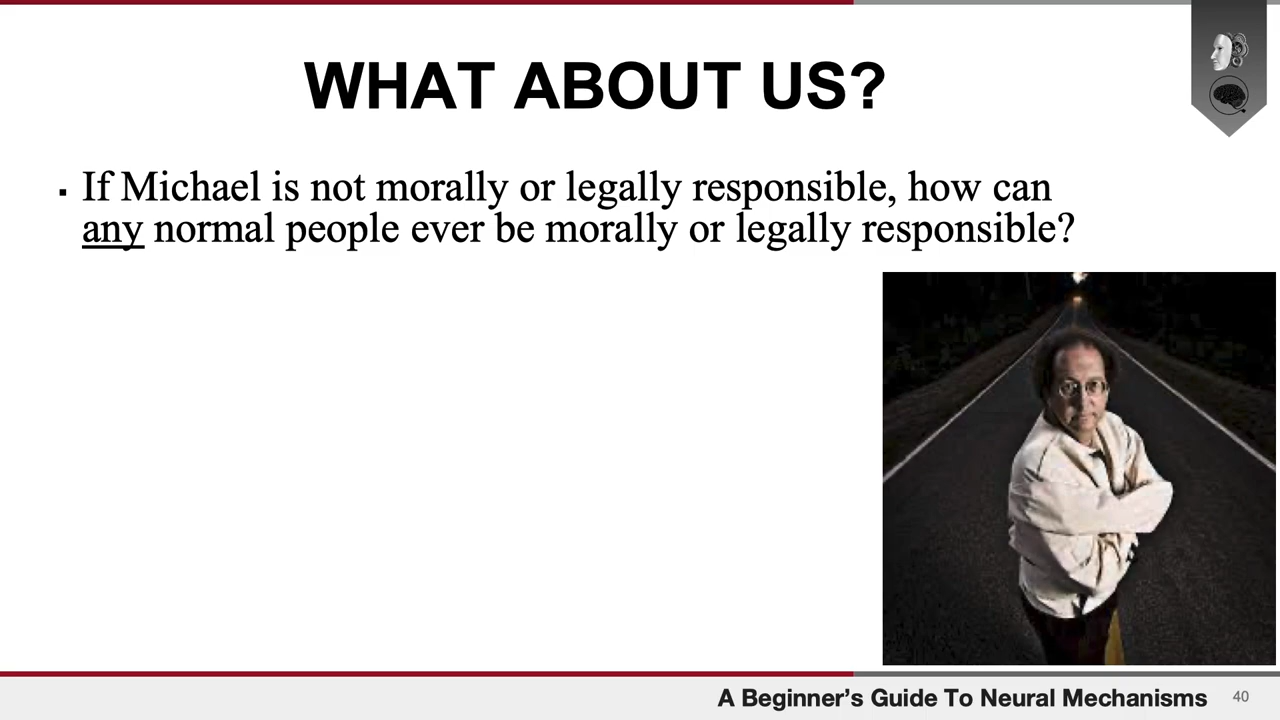 WHAT ABOUT US?
▪ If Michael is not morally or legally responsible, how can
any normal people ever be morally or legally responsible?
A Beginner’s Guide To Neural Mechanisms 40